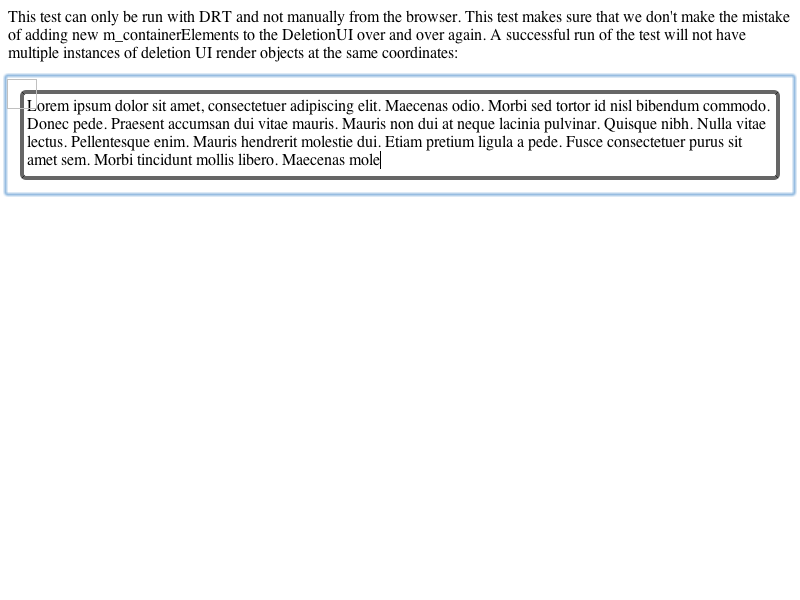 This test can only be run with DRT and not manually from the browser. This test makes sure that we don't make the mistake
of adding new m_containerElements to the DeletionUI over and over again. A successful run of the test will not have
multiple instances of deletion UI render objects at the same coordinates:
Lorem ipsum dolor sit amet, consectetuer adipiscing elit. Maecenas odio. Morbi sed tortor id nisl bibendum commodo.
Donec pede. Praesent accumsan dui vitae mauris. Mauris non dui at neque lacinia pulvinar. Quisque nibh. Nulla vitae
lectus. Pellentesque enim. Mauris hendrerit molestie dui. Etiam pretium ligula a pede. Fusce consectetuer purus sit
amet sem. Morbi tincidunt mollis libero. Maecenas mole